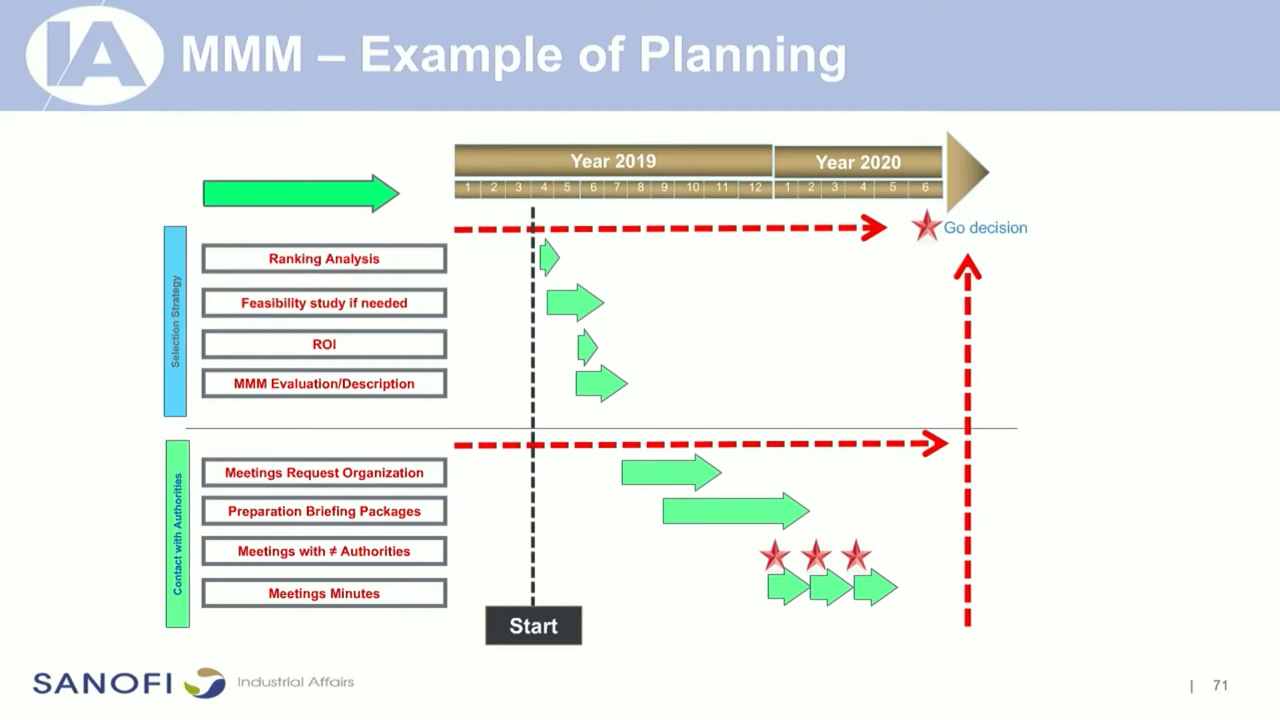 IA
MMM – Example of Planning
Year 2019
Year 2020
1 2 3 4 5 6 7 8 9 10 11 12 1 2 3 4 5 6
Go decision
Selection Strategy
Ranking Analysis
Feasibility study if needed
ROI
MMM Evaluation/Description
Contact with Authorities
Meetings Request Organization
Preparation Briefing Packages
Meetings with ≠ Authorities
Meetings Minutes
Start
SANOFI
Industrial Affairs
| 71